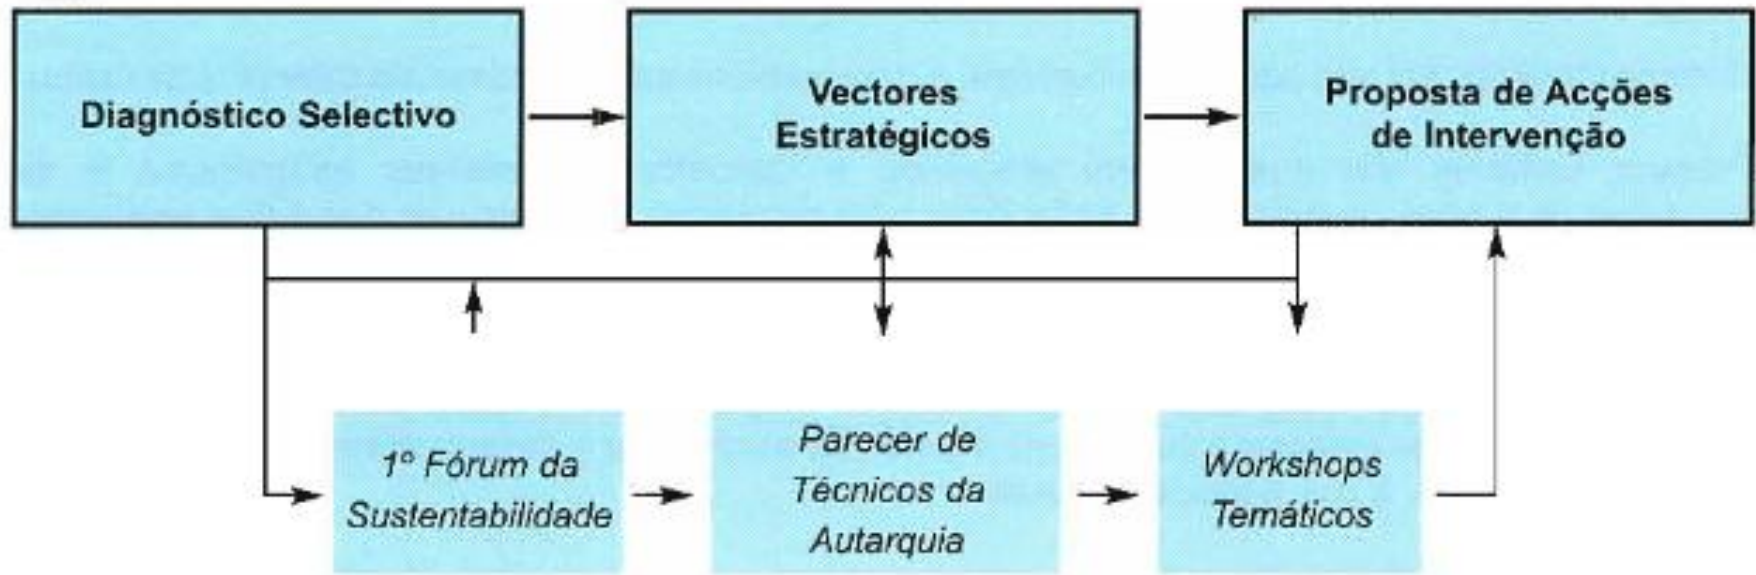 Diagnóstico Selectivo
Vectores
Estratégicos
Proposta de Acções
de Intervenção
1º Fórum da
Sustentabilidade
Parecer de
Técnicos da
Autarquia
Workshops
Temáticos